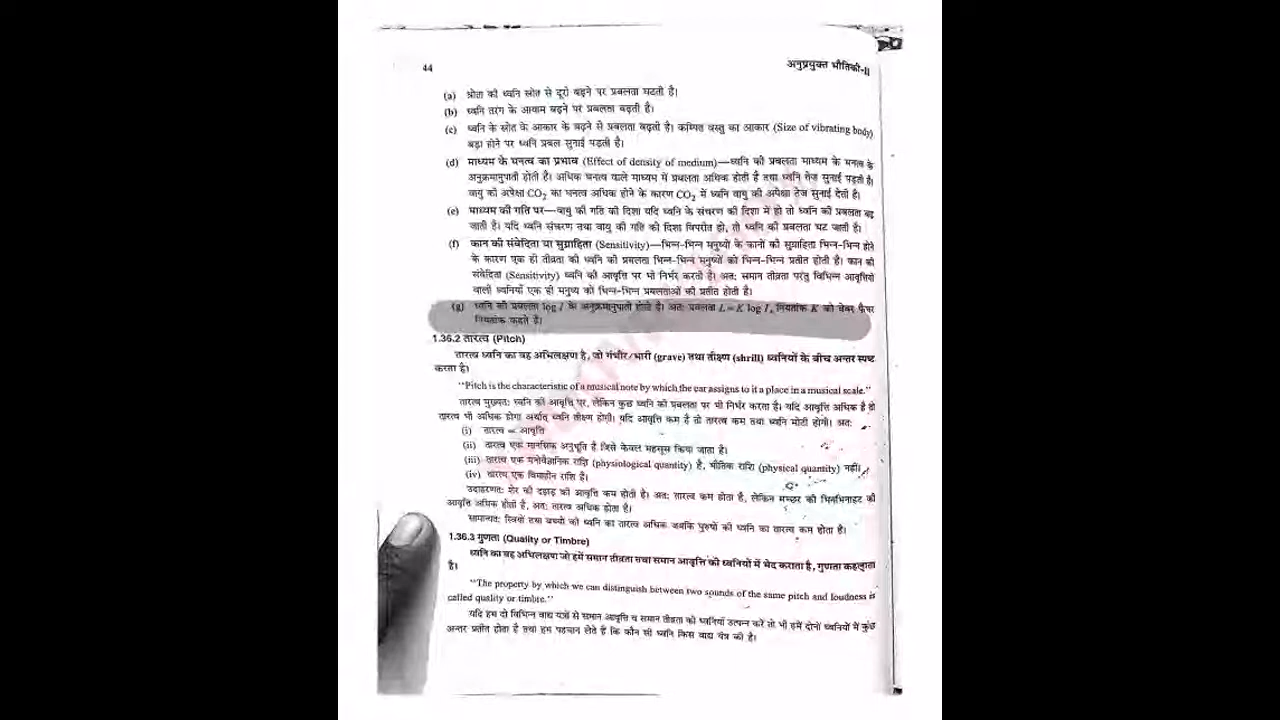 44
अनुप्रयुक्त भौतिकी-II
(a) श्रोता की ध्वनि स्रोत से दूरी बढ़ने पर प्रबलता घटती है।
(b) ध्वनि तरंग के आयाम बढ़ने पर प्रबलता बढ़ती है।
(c) ध्वनि के स्रोत के आकार के बढ़ने से प्रबलता बढ़ती है। कम्पित वस्तु का आकार (Size of vibrating body)
बड़ा होने पर ध्वनि प्रबल सुनाई पड़ती है।
(d) माध्यम के घनत्व का प्रभाव (Effect of density of medium)—ध्वनि की प्रबलता माध्यम के घनत्व के
अनुक्रमानुपाती होती है। अधिक घनत्व वाले माध्यम में प्रबलता अधिक होती है तथा ध्वनि तेज सुनाई पड़ती है।
वायु की अपेक्षा CO₂ का घनत्व अधिक होने के कारण CO₂ में ध्वनि वायु की अपेक्षा तेज सुनाई देती है।
(e) माध्यम की गति पर—वायु की गति की दिशा यदि ध्वनि के संचरण की दिशा में हो तो ध्वनि की प्रबलता बढ़
जाती है। यदि ध्वनि संचरण तथा वायु की गति की दिशा विपरीत हो, तो ध्वनि की प्रबलता घट जाती है।
(f) कान की संवेदिता या सुग्राहिता (Sensitivity)—भिन्न-भिन्न मनुष्यों के कानों की सुग्राहिता भिन्न-भिन्न होने
के कारण एक ही तीव्रता की ध्वनि की प्रबलता भिन्न-भिन्न मनुष्यों को भिन्न-भिन्न प्रतीत होती है। कान की
संवेदिता (Sensitivity) ध्वनि की आवृत्ति पर भी निर्भर करती है। अत: समान तीव्रता परंतु विभिन्न आवृत्तियों
वाली ध्वनियाँ एक ही मनुष्य को भिन्न-भिन्न प्रबलताओं की प्रतीत होती है।
(g) ध्वनि की प्रबलता log I के अनुक्रमानुपाती होती है। अत: प्रबलता L = K log I, नियतांक K को वेबर फैचर
नियतांक कहते हैं।
1.36.2 तारत्व (Pitch)
तारत्व ध्वनि का वह अभिलक्षण है, जो गंभीर/भारी (grave) तथा तीक्ष्ण (shrill) ध्वनियों के बीच अन्तर स्पष्ट
करता है।
"Pitch is the characteristic of a musical note by which the ear assigns to it a place in a musical scale."
तारत्व मुख्यत: ध्वनि की आवृत्ति पर, लेकिन कुछ ध्वनि की प्रबलता पर भी निर्भर करता है। यदि आवृत्ति अधिक है तो
तारत्व भी अधिक होगा अर्थात् ध्वनि तीक्ष्ण होगी। यदि आवृत्ति कम है तो तारत्व कम तथा ध्वनि मोटी होगी। अत:
(i) तारत्व ∝ आवृत्ति
(ii) तारत्व एक मानसिक अनुभूति है जिसे केवल महसूस किया जाता है।
(iii) तारत्व एक मनोवैज्ञानिक राशि (physiological quantity) है, भौतिक राशि (physical quantity) नहीं।
(iv) तारत्व एक विमाहीन राशि है।
उदाहरणत: शेर की दहाड़ की आवृत्ति कम होती है। अत: तारत्व कम होता है, लेकिन मच्छर की भिनभिनाहट की
आवृत्ति अधिक होती है, अत: तारत्व अधिक होता है।
सामान्यत: स्त्रियों तथा बच्चों की ध्वनि का तारत्व अधिक जबकि पुरुषों की ध्वनि का तारत्व कम होता है।
1.36.3 गुणता (Quality or Timbre)
ध्वनि का वह अभिलक्षण जो हमें समान तीव्रता तथा समान आवृत्ति की ध्वनियों में भेद कराता है, गुणता कहलाता
है।
"The property by which we can distinguish between two sounds of the same pitch and loudness is
called quality or timbre."
यदि हम दो विभिन्न वाद्य यंत्रों से समान आवृत्ति व समान तीव्रता की ध्वनियाँ उत्पन्न करें तो भी हमें दोनों ध्वनियों में कुछ
अन्तर प्रतीत होता है तथा हम पहचान लेते हैं कि कौन सी ध्वनि किस वाद्य यंत्र की है।